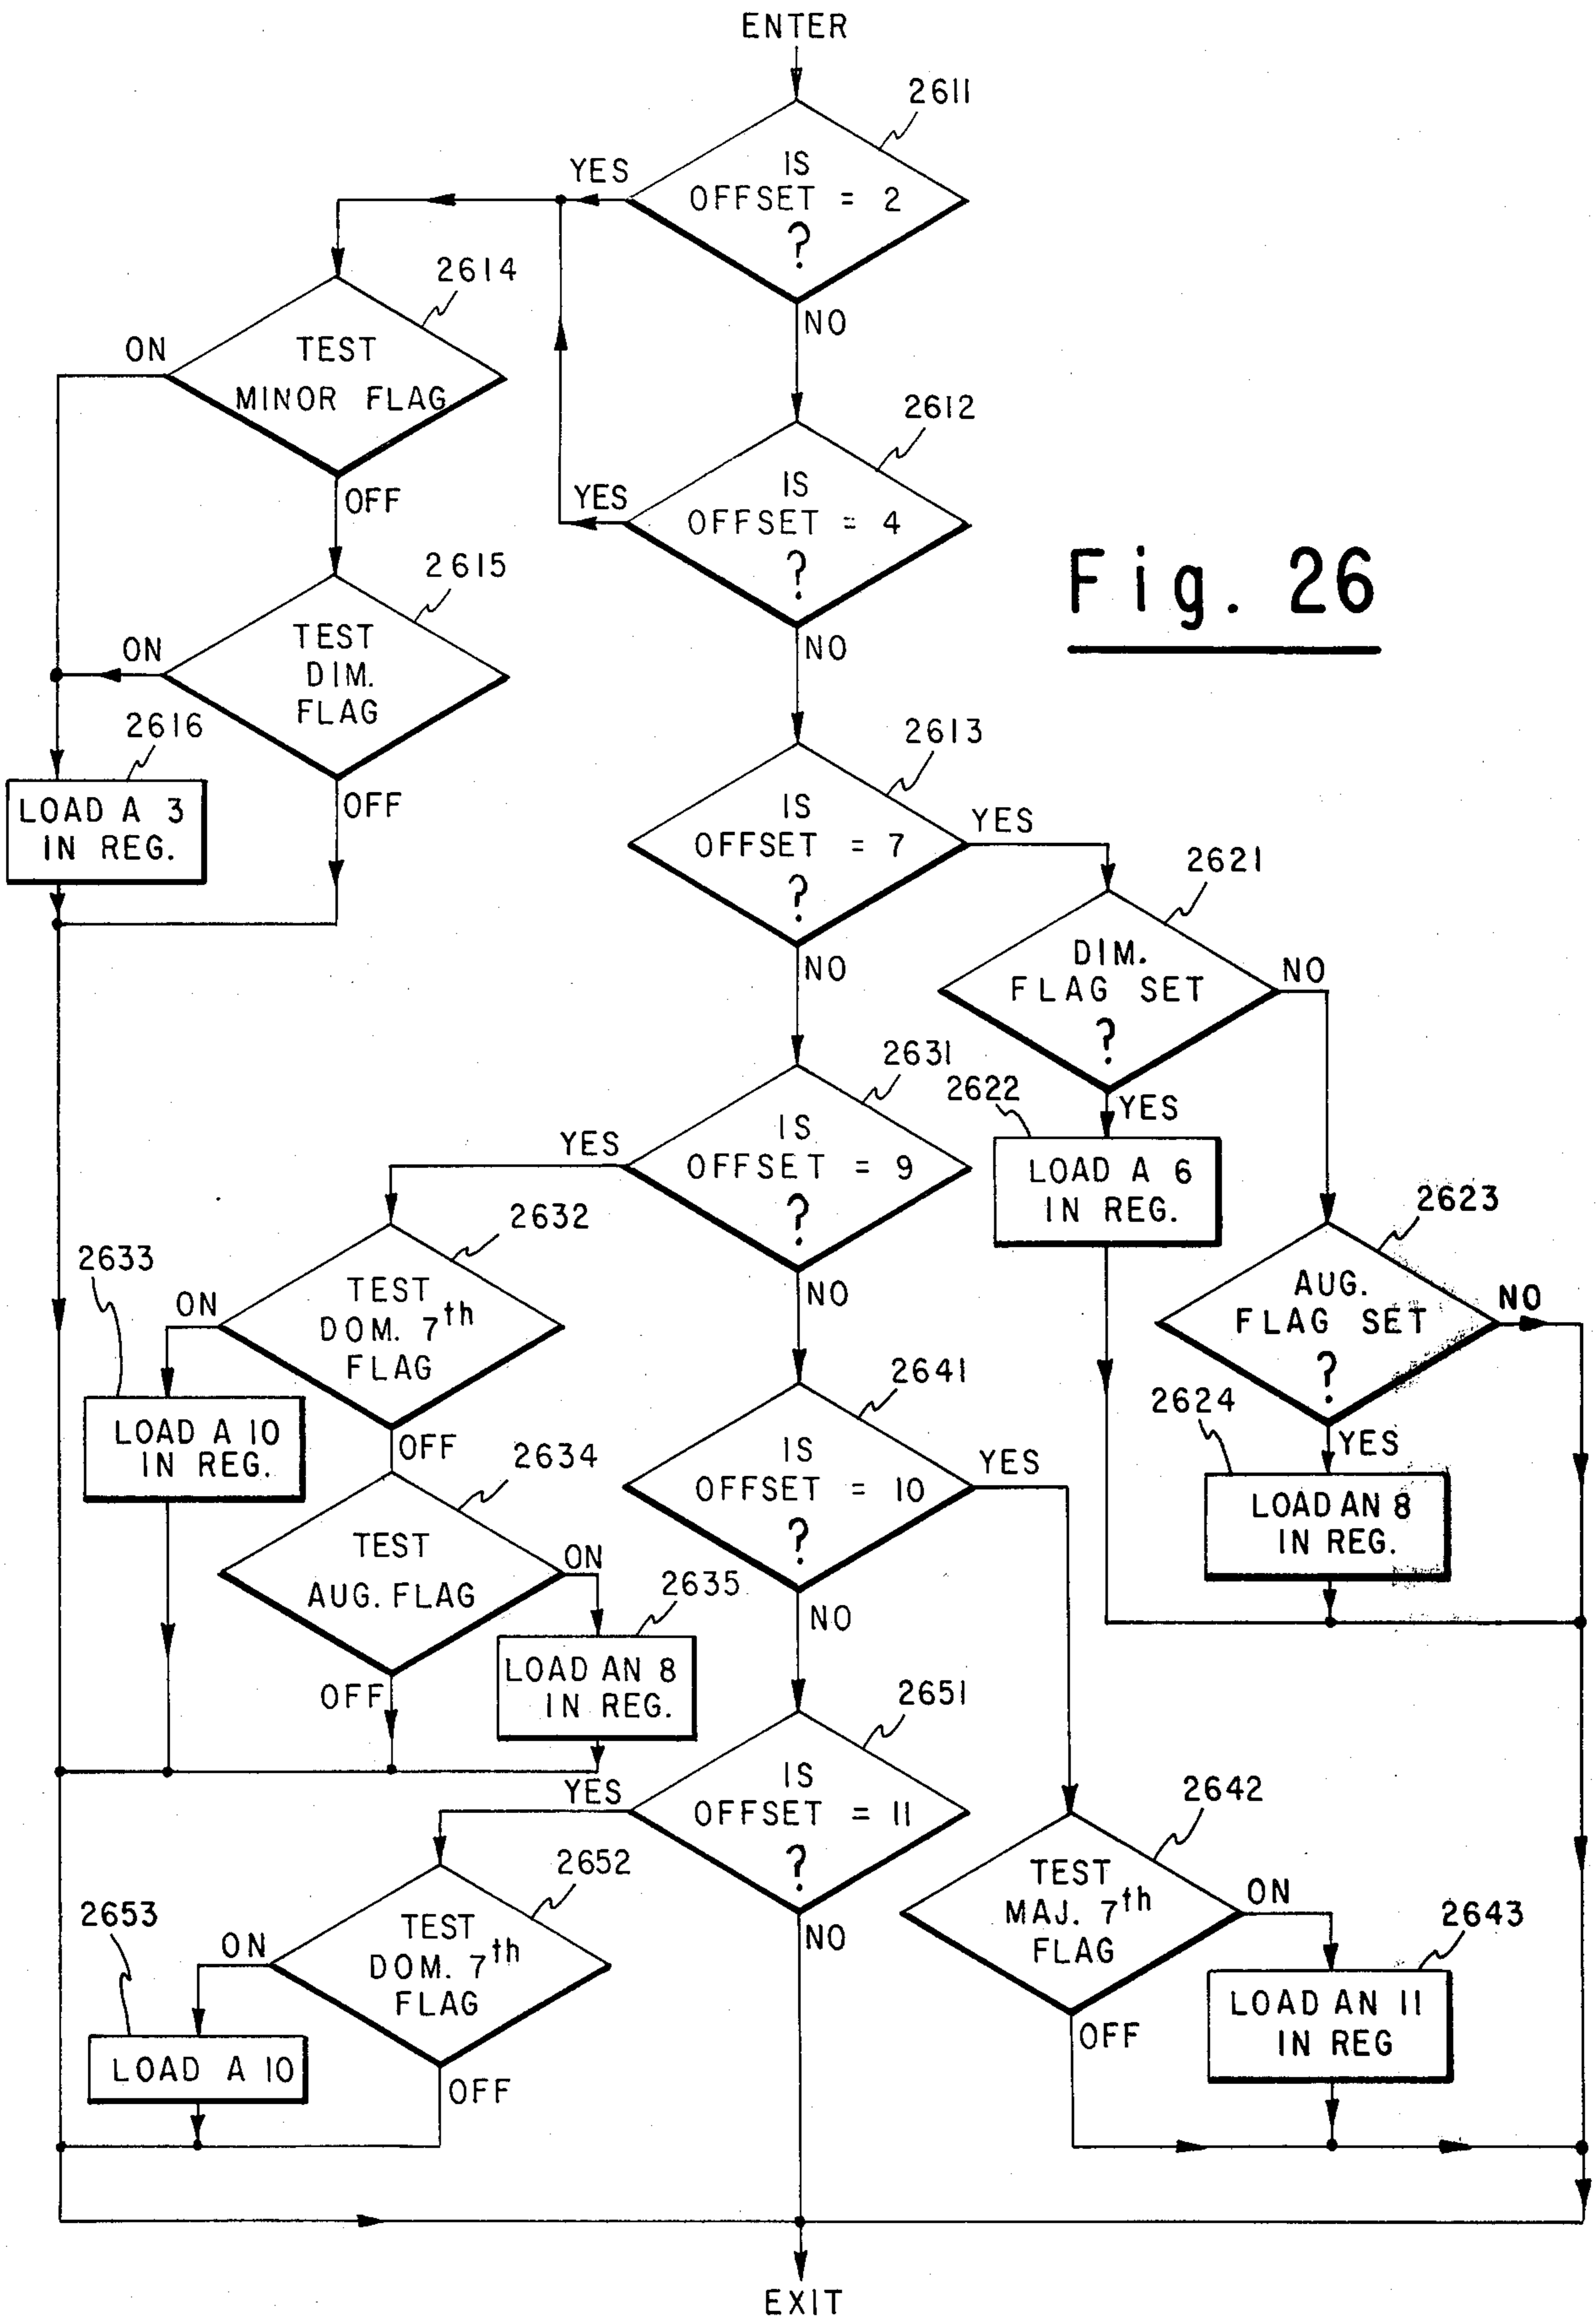 ENTER
2611
IS
OFFSET = 2
?
YES
NO
2614
TEST
MINOR FLAG
ON
OFF
2612
IS
OFFSET = 4
?
YES
NO
Fig. 26
2615
TEST
DIM.
FLAG
ON
OFF
2616
LOAD A 3
IN REG.
2613
IS
OFFSET = 7
?
YES
NO
2621
DIM.
FLAG SET
?
NO
YES
2622
LOAD A 6
IN REG.
2631
IS
OFFSET = 9
?
YES
NO
2623
AUG.
FLAG SET
?
NO
YES
2624
LOAD AN 8
IN REG.
2632
TEST
DOM. 7th
FLAG
ON
OFF
2633
LOAD A 10
IN REG.
2634
TEST
AUG. FLAG
ON
OFF
2635
LOAD AN 8
IN REG.
2641
IS
OFFSET = 10
?
YES
NO
2651
IS
OFFSET = 11
?
YES
NO
2642
TEST
MAJ. 7th
FLAG
ON
OFF
2643
LOAD AN 11
IN REG
2652
TEST
DOM. 7th
FLAG
ON
OFF
2653
LOAD A 10
EXIT